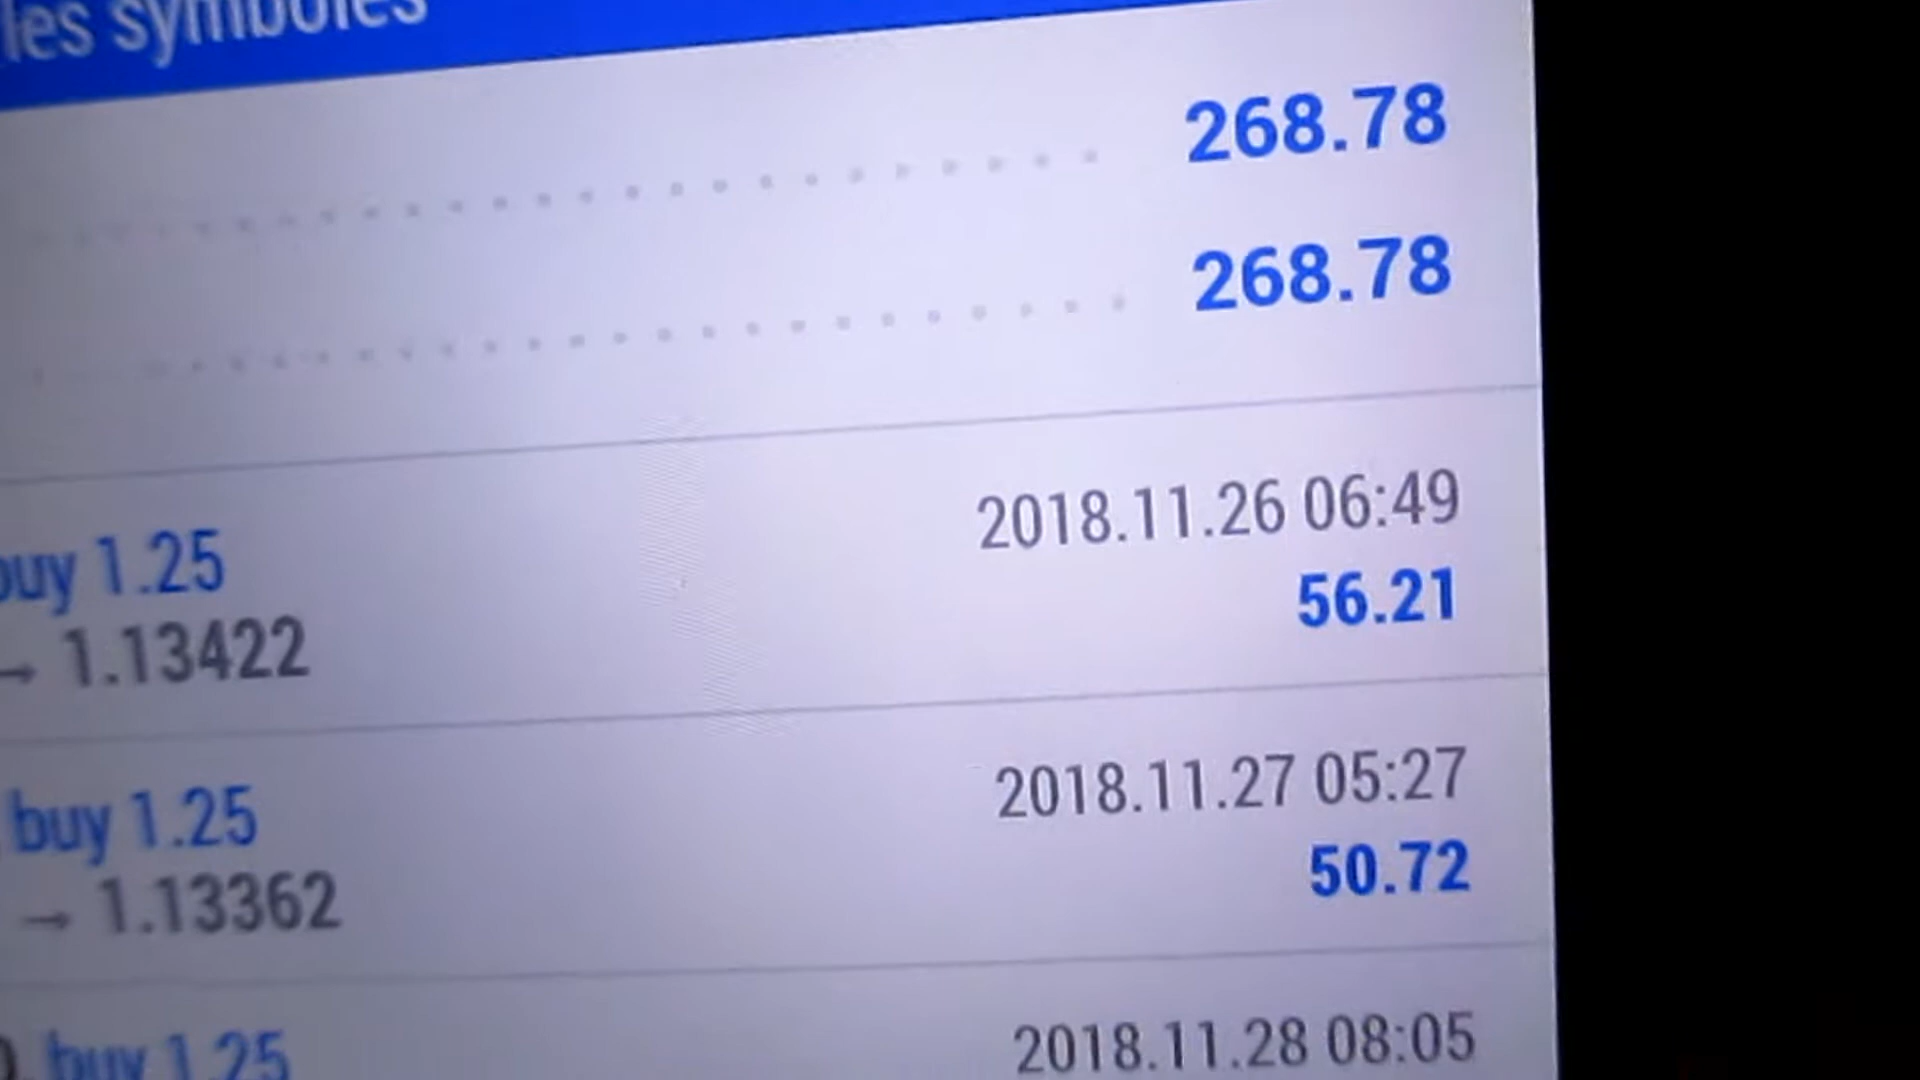 les symboles
268.78
268.78
buy 1.25
2018.11.26 06:49
→ 1.13422
56.21
buy 1.25
2018.11.27 05:27
→ 1.13362
50.72
buy 1.25
2018.11.28 08:05